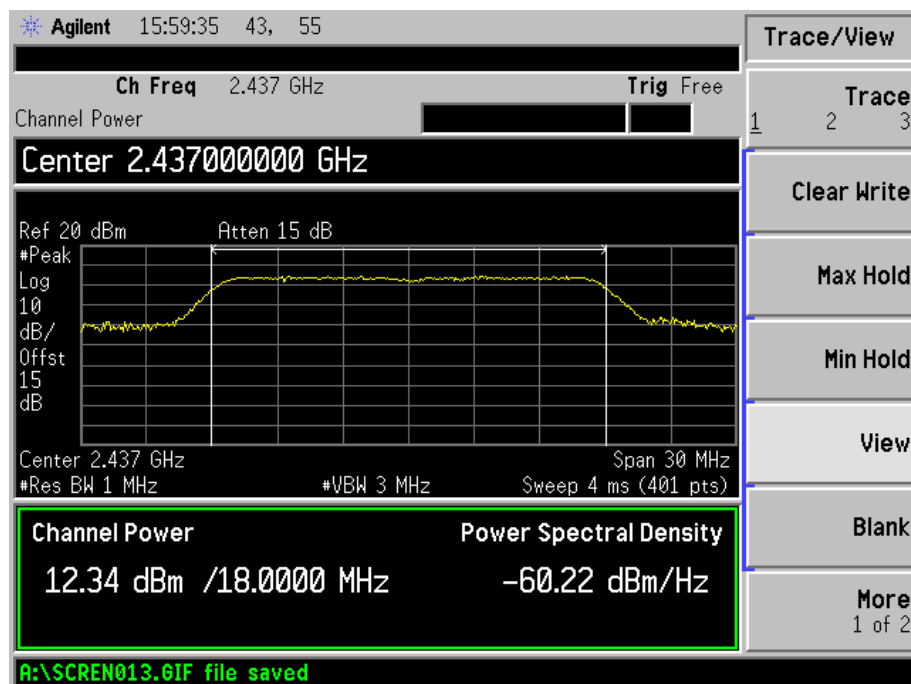 Agilent 15:59:35 43, 55
Trace/View
Ch Freq 2.437 GHz
Trig Free
Channel Power
Center 2.437000000 GHz
Ref 20 dBm
Atten 15 dB
#Peak
Log
10
dB/
Offst
15
dB
Center 2.437 GHz
Span 30 MHz
#Res BW 1 MHz
#VBW 3 MHz
Sweep 4 ms (401 pts)
Channel Power
Power Spectral Density
12.34 dBm /18.0000 MHz
-60.22 dBm/Hz
A:\SCREN013.GIF file saved
Trace
1 2 3
Clear Write
Max Hold
Min Hold
View
Blank
More
1 of 2